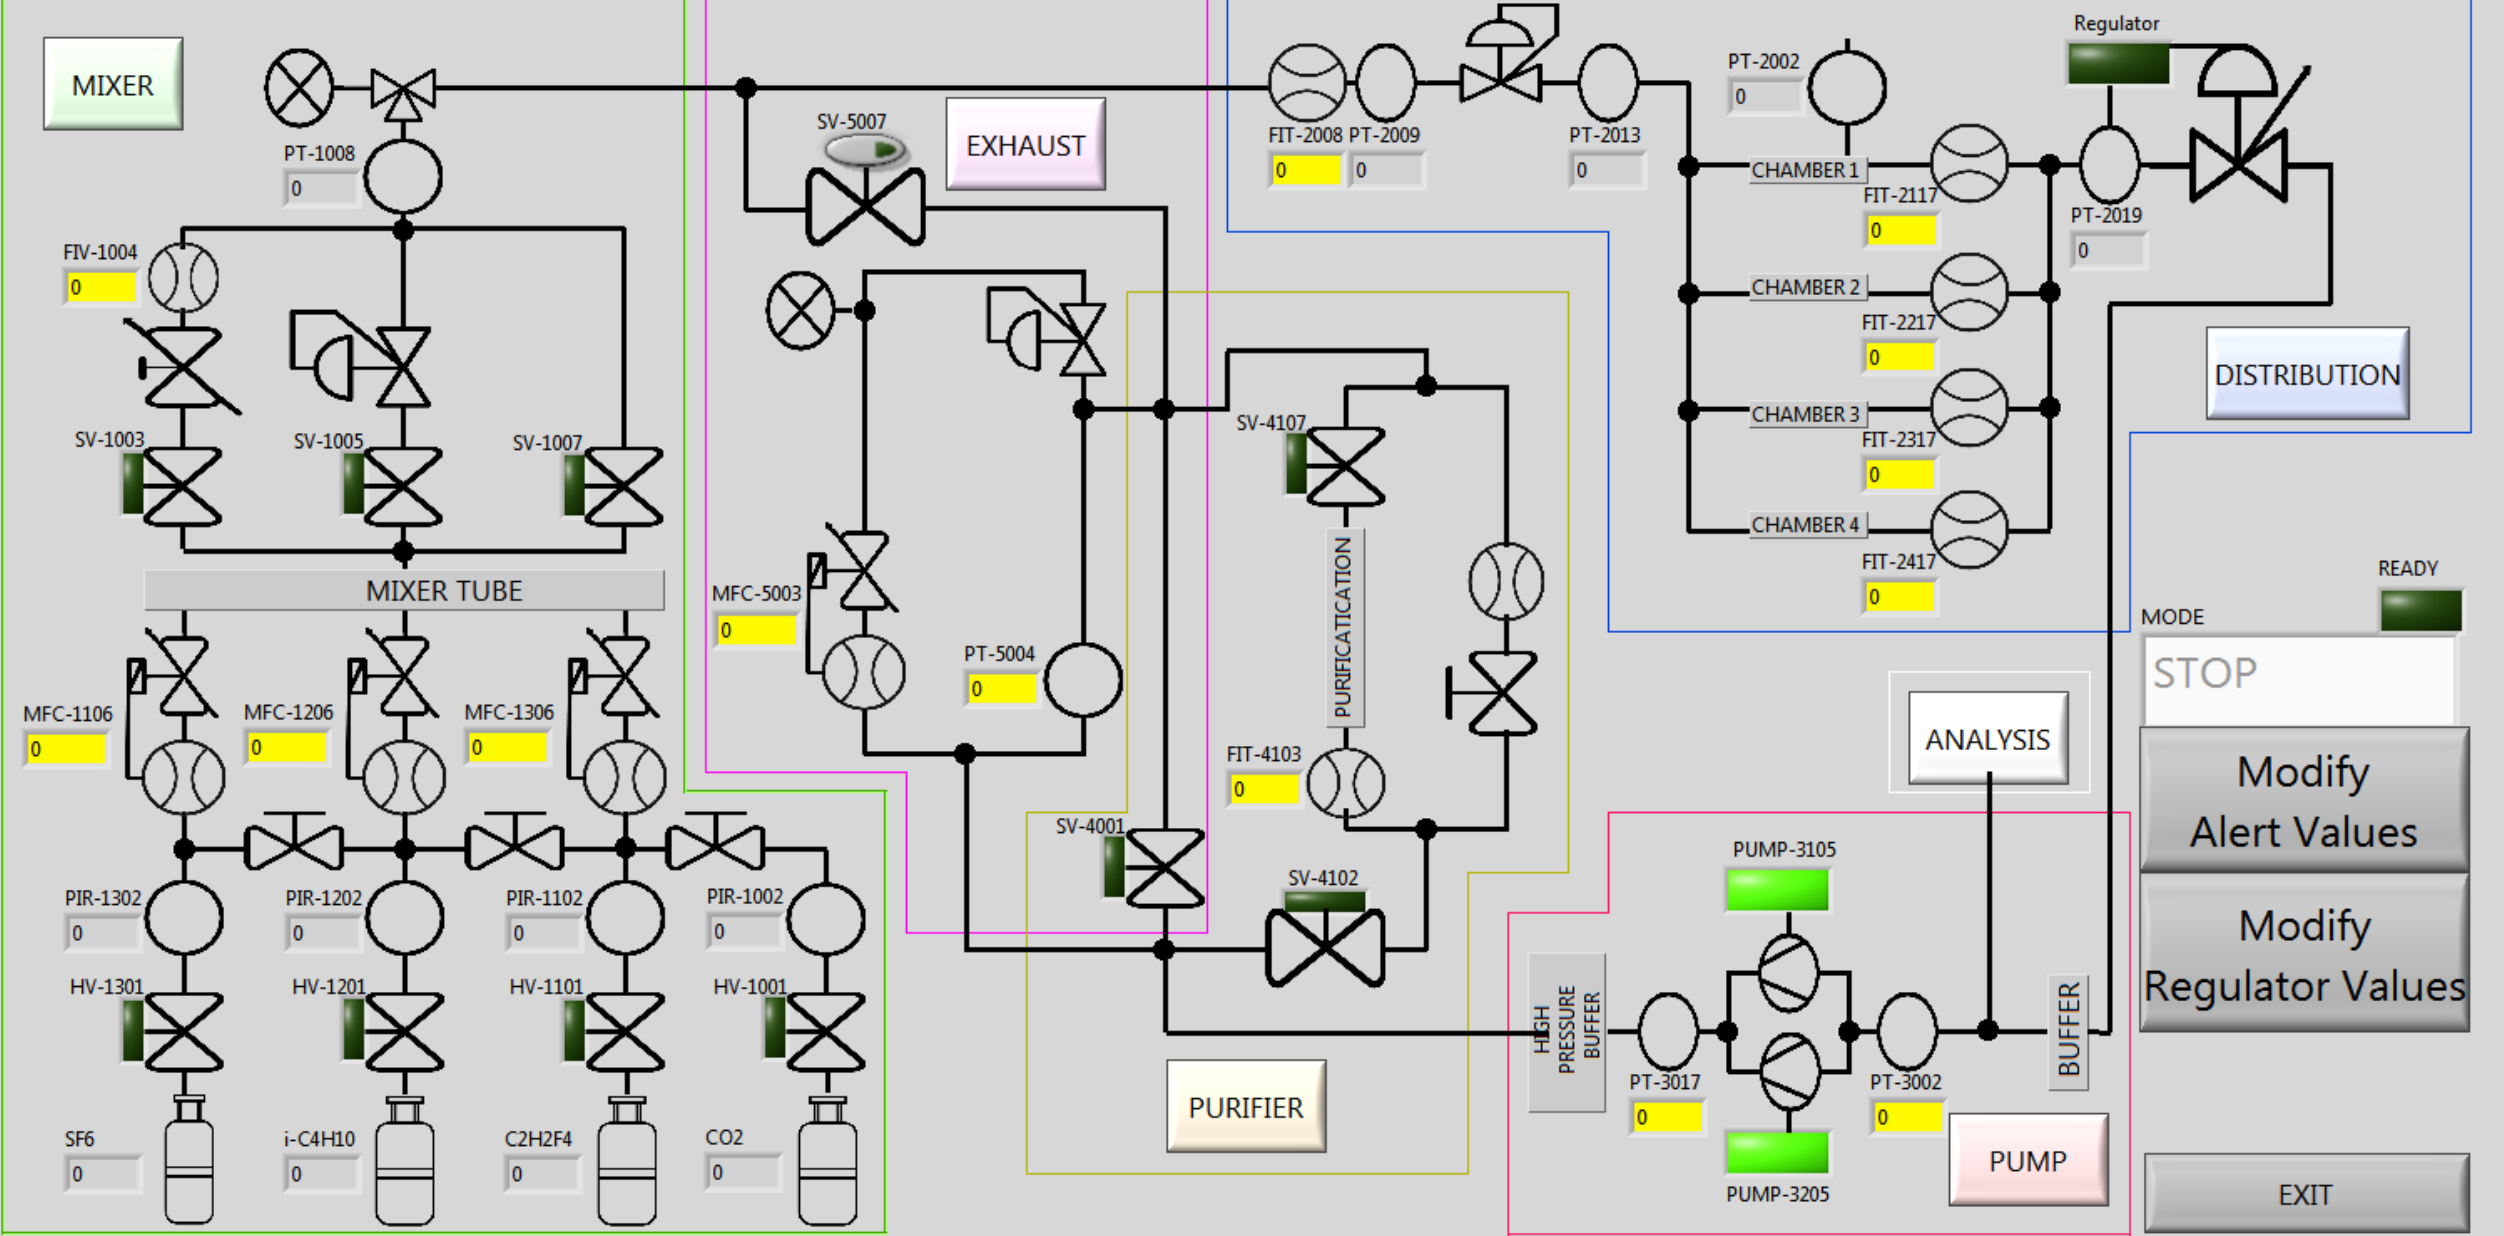 MIXER
PT-1008
0
FIV-1004
0
SV-1003
SV-1005
SV-1007
MIXER TUBE
MFC-1106
0
MFC-1206
0
MFC-1306
0
PIR-1302
0
PIR-1202
0
PIR-1102
0
PIR-1002
0
HV-1301
HV-1201
HV-1101
HV-1001
SF6
0
i-C4H10
0
C2H2F4
0
CO2
0
SV-5007
EXHAUST
MFC-5003
0
PT-5004
0
SV-4107
PURIFICATION
FIT-4103
0
SV-4001
SV-4102
PURIFIER
FIT-2008
0
PT-2009
0
PT-2013
0
PT-2002
0
Regulator
CHAMBER 1
FIT-2117
0
PT-2019
0
CHAMBER 2
FIT-2217
0
CHAMBER 3
FIT-2317
0
CHAMBER 4
FIT-2417
0
DISTRIBUTION
READY
MODE
STOP
Modify
Alert Values
Modify
Regulator Values
ANALYSIS
PUMP-3105
HIGH
PRESSURE
BUFFER
PT-3017
0
PT-3002
0
BUFFER
PUMP-3205
PUMP
EXIT